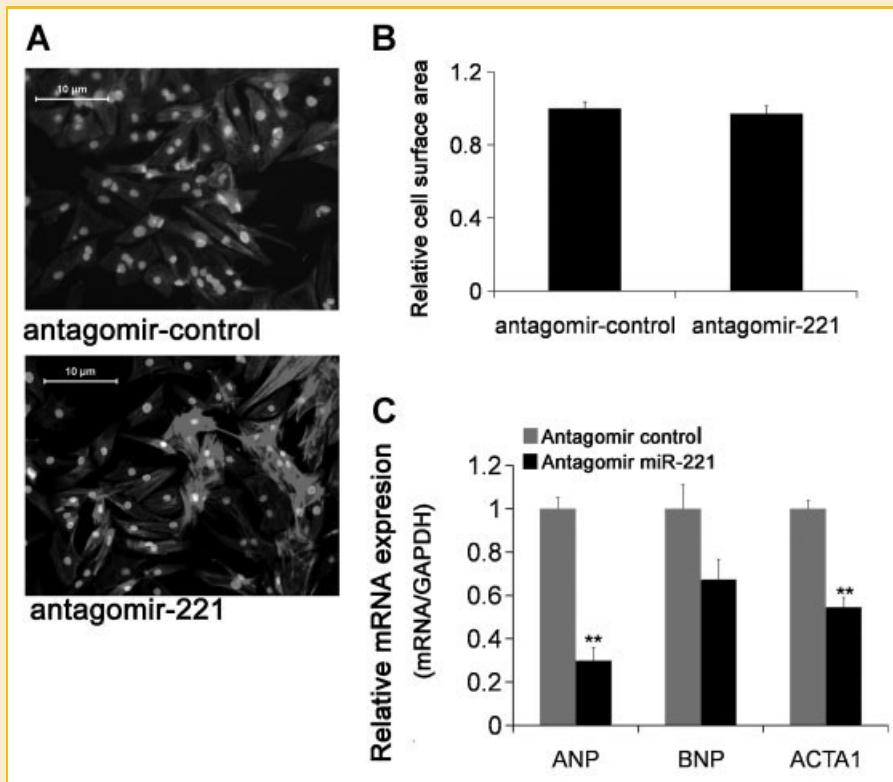 A
10 µm
antagomir-control
10 µm
antagomir-221
B
Relative cell surface area
1.2
0.8
0.4
0
antagomir-control
antagomir-221
C
Antagomir control
Antagomir miR-221
Relative mRNA expresion
(mRNA/GAPDH)
1.2
1
0.8
0.6
0.4
0.2
0
**
**
ANP
BNP
ACTA1